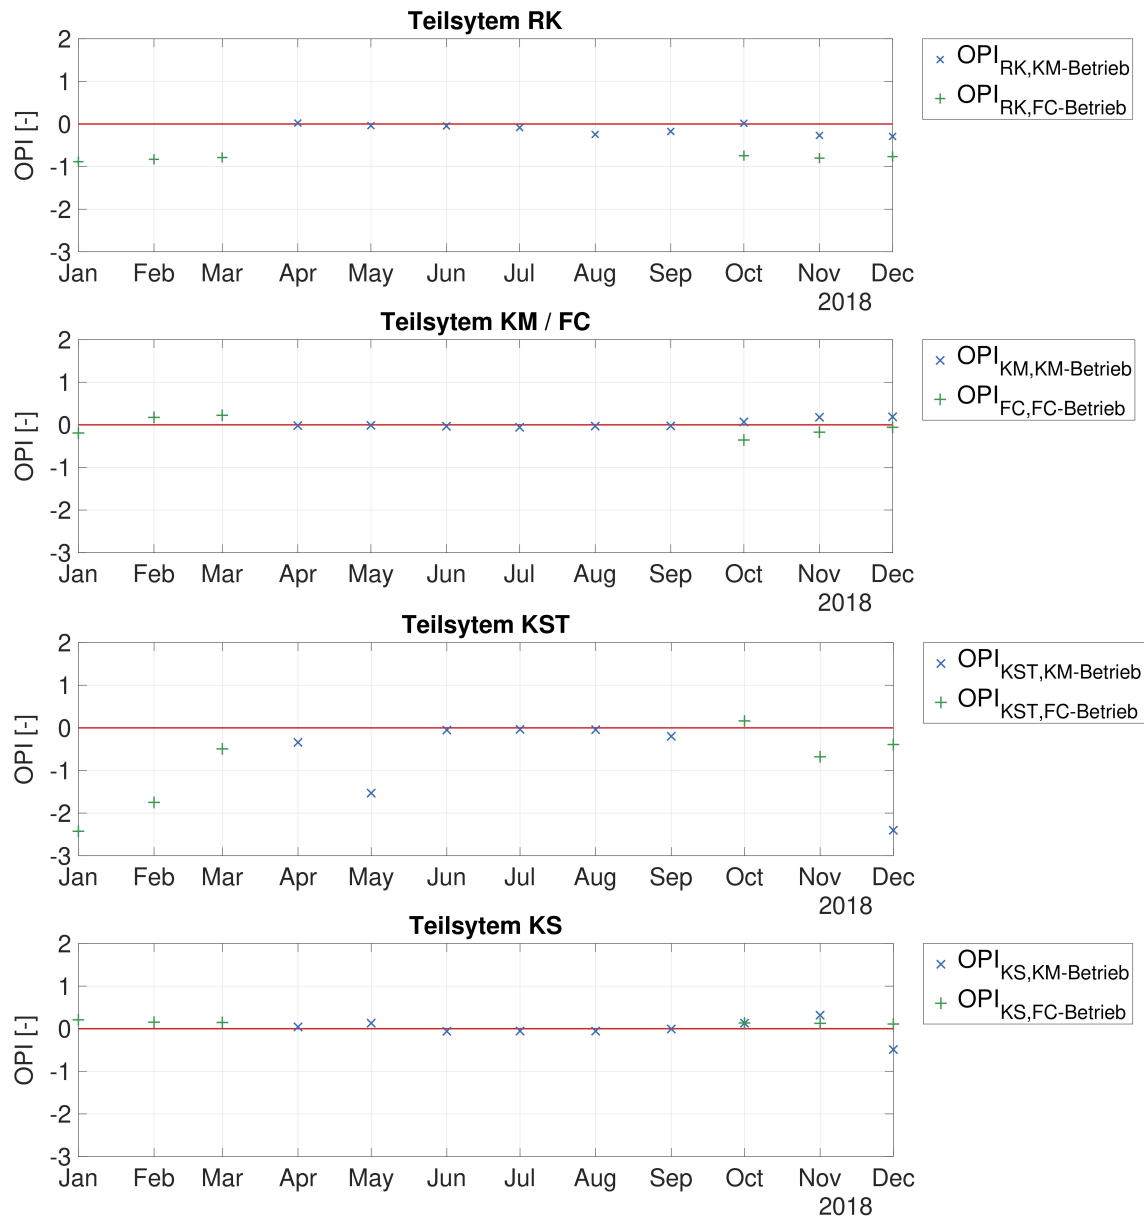 Teilsytem RK
OPI [-]
2
1
0
-1
-2
-3
Jan Feb Mar Apr May Jun Jul Aug Sep Oct Nov Dec
2018
OPI RK,KM-Betrieb
OPI RK,FC-Betrieb
Teilsytem KM / FC
OPI [-]
2
1
0
-1
-2
-3
Jan Feb Mar Apr May Jun Jul Aug Sep Oct Nov Dec
2018
OPI KM,KM-Betrieb
OPI FC,FC-Betrieb
Teilsytem KST
OPI [-]
2
1
0
-1
-2
-3
Jan Feb Mar Apr May Jun Jul Aug Sep Oct Nov Dec
2018
OPI KST,KM-Betrieb
OPI KST,FC-Betrieb
Teilsytem KS
OPI [-]
2
1
0
-1
-2
-3
Jan Feb Mar Apr May Jun Jul Aug Sep Oct Nov Dec
2018
OPI KS,KM-Betrieb
OPI KS,FC-Betrieb